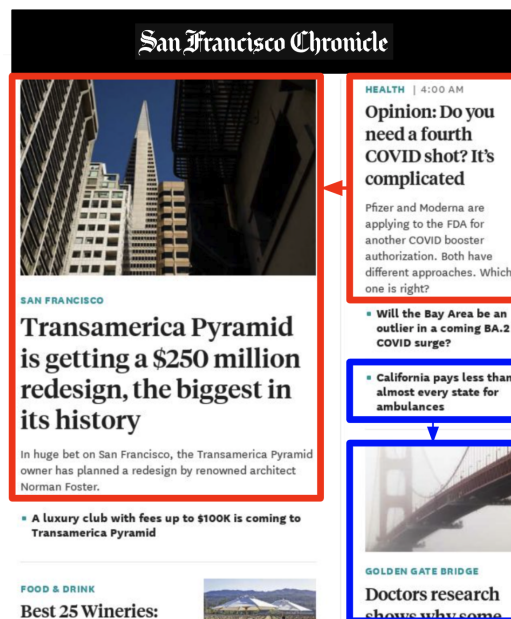 San Francisco Chronicle
SAN FRANCISCO
Transamerica Pyramid
is getting a $250 million
redesign, the biggest in
its history
In huge bet on San Francisco, the Transamerica Pyramid
owner has planned a redesign by renowned architect
Norman Foster.
A luxury club with fees up to $100K is coming to
Transamerica Pyramid
FOOD & DRINK
Best 25 Wineries:
HEALTH | 4:00 AM
Opinion: Do you
need a fourth
COVID shot? It's
complicated
Pfizer and Moderna are
applying to the FDA for
another COVID booster
authorization. Both have
different approaches. Which
one is right?
Will the Bay Area be an
outlier in a coming BA.2
COVID surge?
California pays less than
almost every state for
ambulances
GOLDEN GATE BRIDGE
Doctors research
shows why some